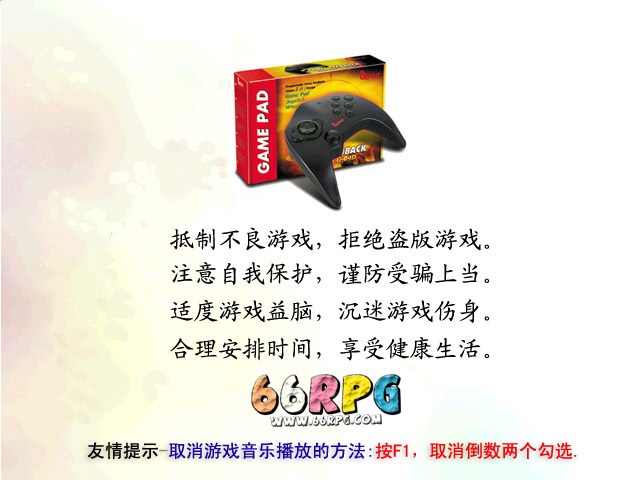 GAME PAD
Game Pad
抵制不良游戏，拒绝盗版游戏。
注意自我保护，谨防受骗上当。
适度游戏益脑，沉迷游戏伤身。
合理安排时间，享受健康生活。
66RPG
WWW.66RPG.COM
友情提示-取消游戏音乐播放的方法:按F1，取消倒数两个勾选.